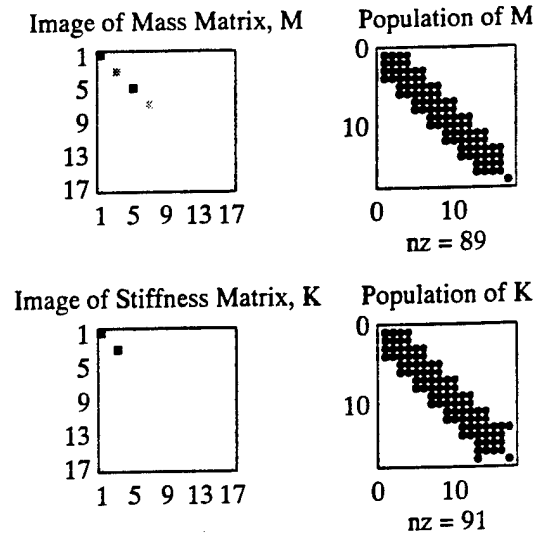 Image of Mass Matrix, M
Population of M
1
5
9
13
17
1 5 9 13 17
0
10
0 10
nz = 89
Image of Stiffness Matrix, K
Population of K
1
5
9
13
17
1 5 9 13 17
0
10
0 10
nz = 91